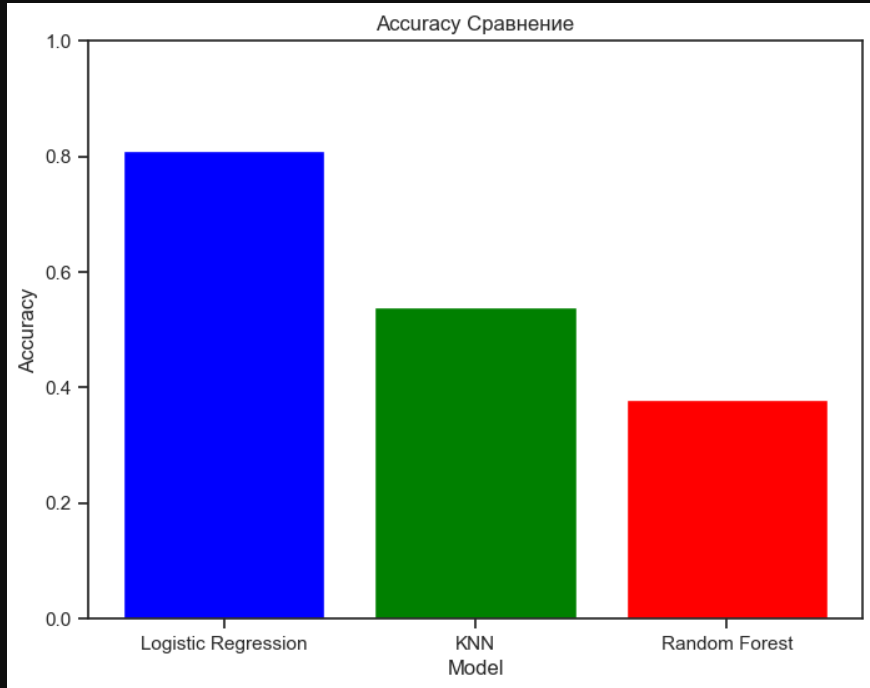 Accuracy Сравнение
1.0
0.8
0.6
0.4
0.2
0.0
Accuracy
Logistic Regression
KNN
Random Forest
Model